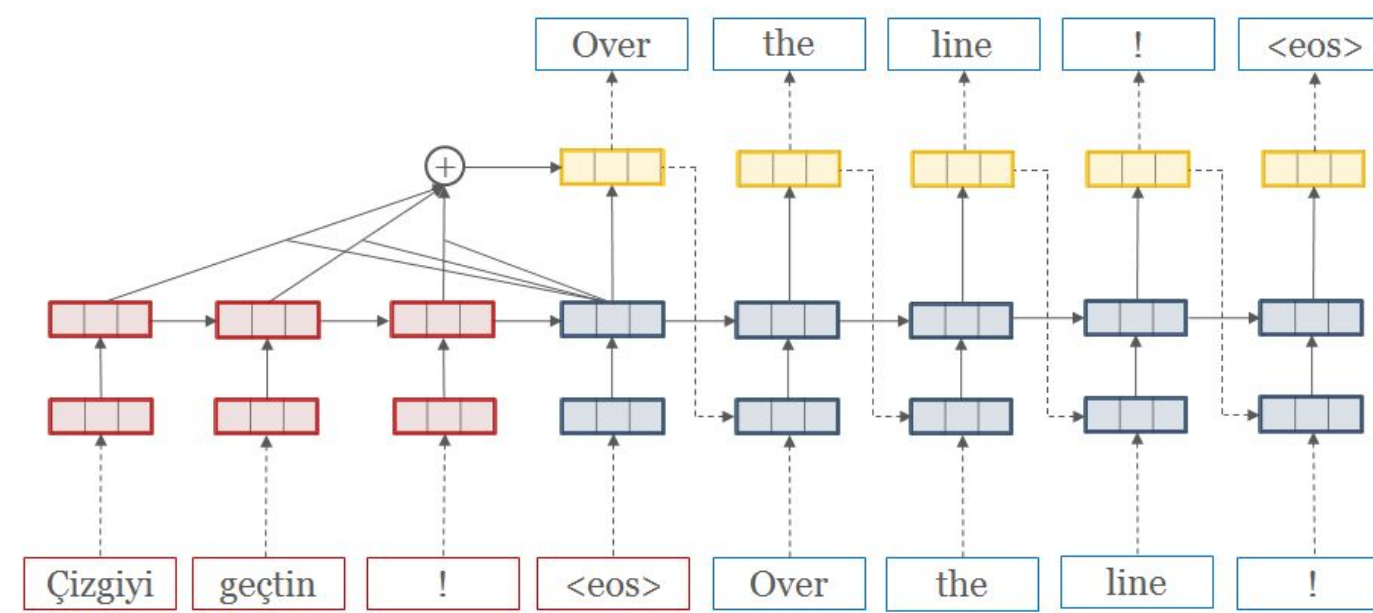 Over the line ! <eos>
+
Çizgiyi geçtin ! <eos> Over the line !